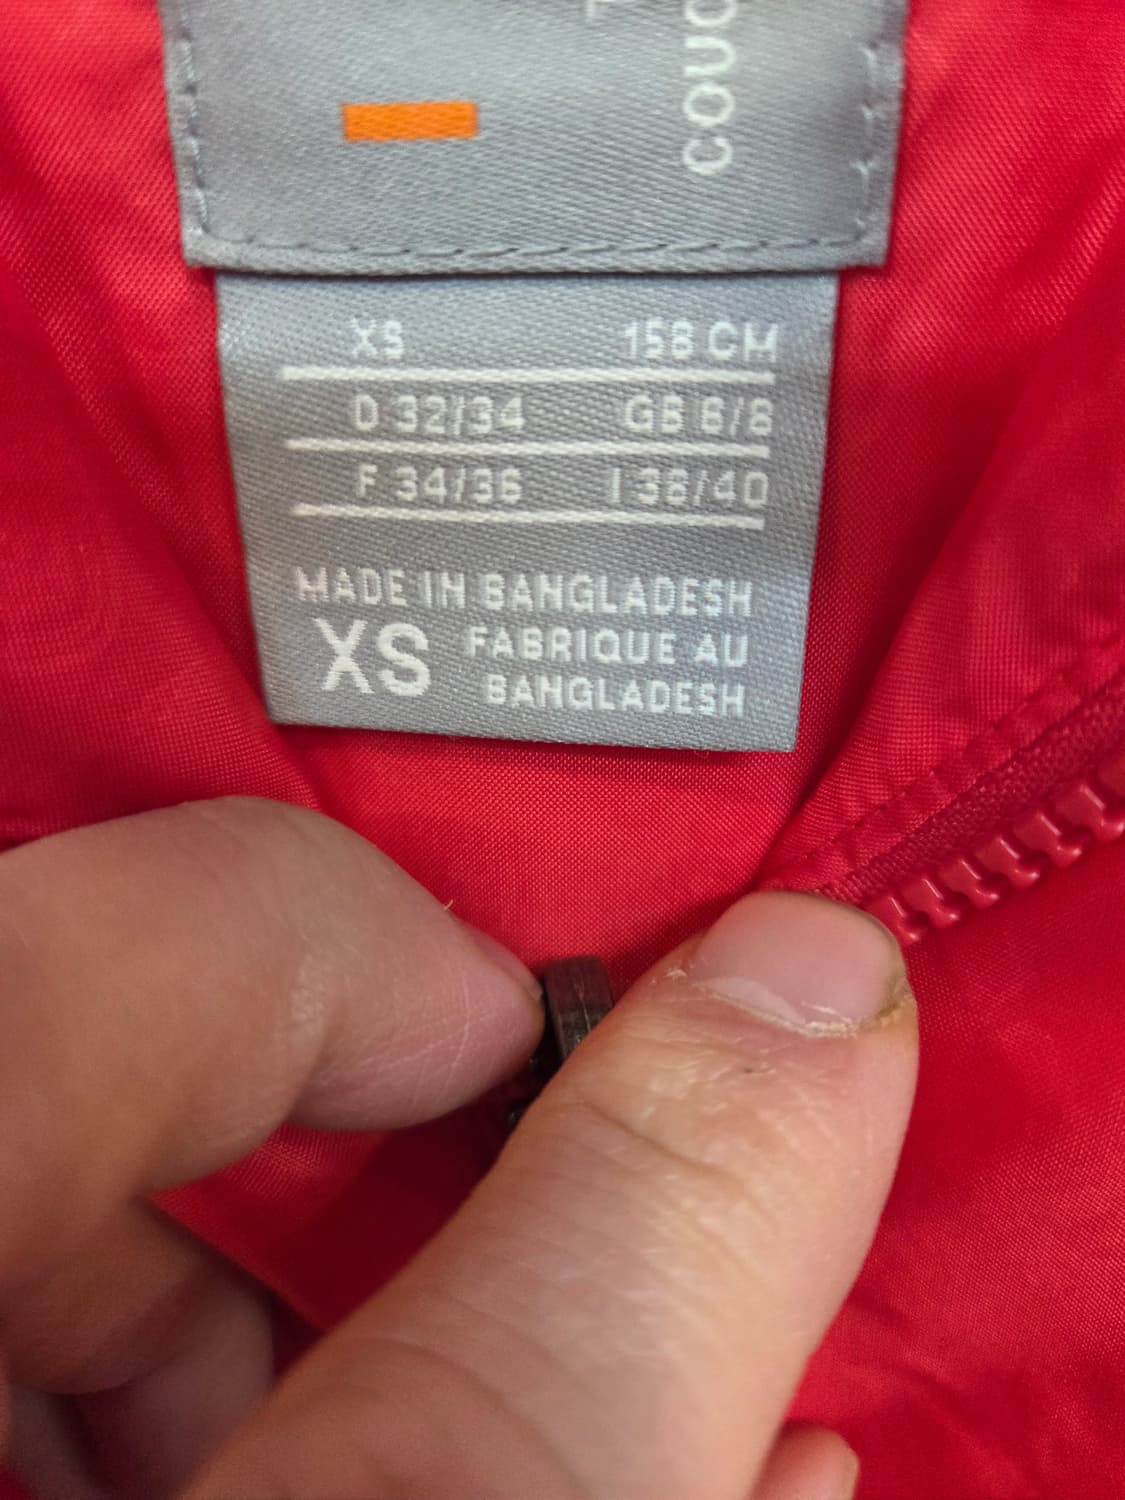 COUG
XS 158 CM
D 32/34 GB 6/8
F 34/36 I 38/40
MADE IN BANGLADESH
XS FABRIQUE AU
BANGLADESH